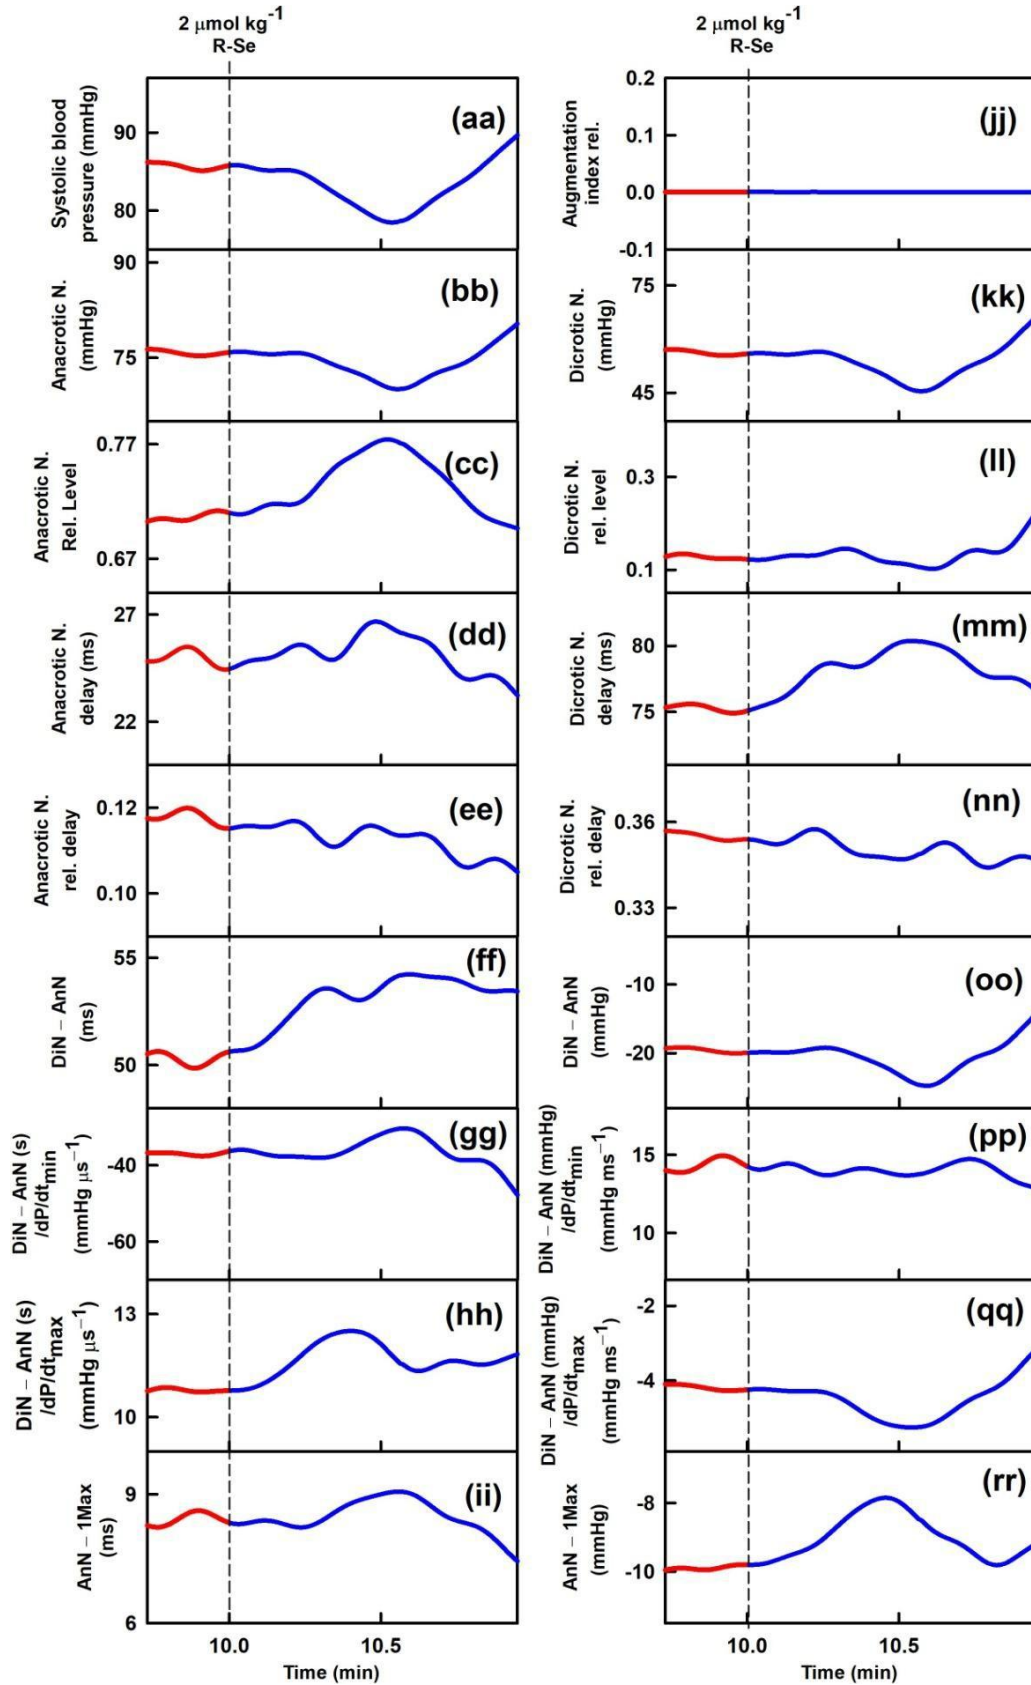 2 μmol kg⁻¹
R-Se
Systolic blood
pressure (mmHg)
90
80
(aa)
Anacrotic N.
(mmHg)
90
75
(bb)
Anacrotic N.
Rel. Level
0.77
0.67
(cc)
Anacrotic N.
delay (ms)
27
22
(dd)
Anacrotic N.
rel. delay
0.12
0.10
(ee)
DiN – AnN
(ms)
55
50
(ff)
DiN – AnN (s)
/dP/dt_min
(mmHg μs⁻¹)
-40
-60
(gg)
DiN – AnN (s)
/dP/dt_max
(mmHg μs⁻¹)
13
10
(hh)
AnN – 1Max
(ms)
9
6
(ii)
10.0 10.5
Time (min)
2 μmol kg⁻¹
R-Se
Augmentation
index rel.
0.2
0.1
0.0
-0.1
(jj)
Dicrotic N.
(mmHg)
75
45
(kk)
Dicrotic N.
rel. level
0.3
0.1
(ll)
Dicrotic N.
delay (ms)
80
75
(mm)
Dicrotic N.
rel. delay
0.36
0.33
(nn)
DiN – AnN
(mmHg)
-10
-20
(oo)
DiN – AnN (mmHg)
/dP/dt_min
(mmHg ms⁻¹)
15
10
(pp)
DiN – AnN (mmHg)
/dP/dt_max
(mmHg ms⁻¹)
-2
-4
(qq)
AnN – 1Max
(mmHg)
-8
-10
(rr)
10.0 10.5
Time (min)